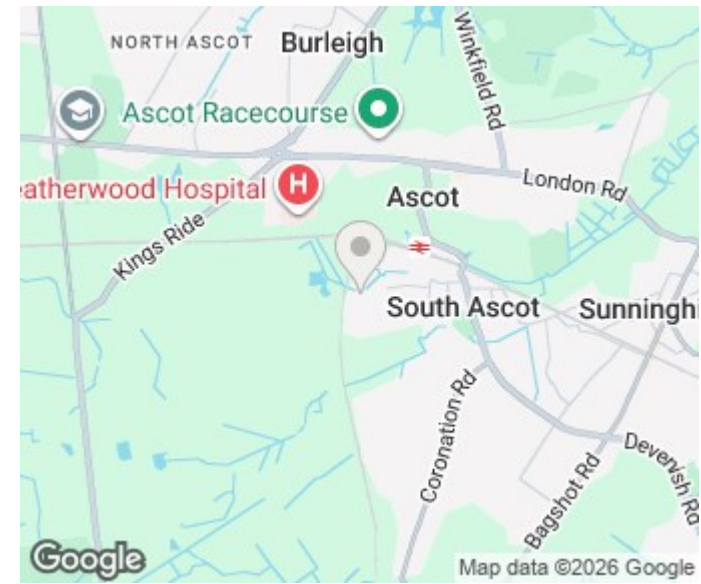 NORTH ASCOT
Burleigh
Winkfield Rd
Ascot Racecourse
eatherwood Hospital
H
Ascot
London Rd
Kings Ride
South Ascot
Sunninghi
Coronation Rd
Devenish Rd
Bagshot Rd
Google
Map data ©2026 Google